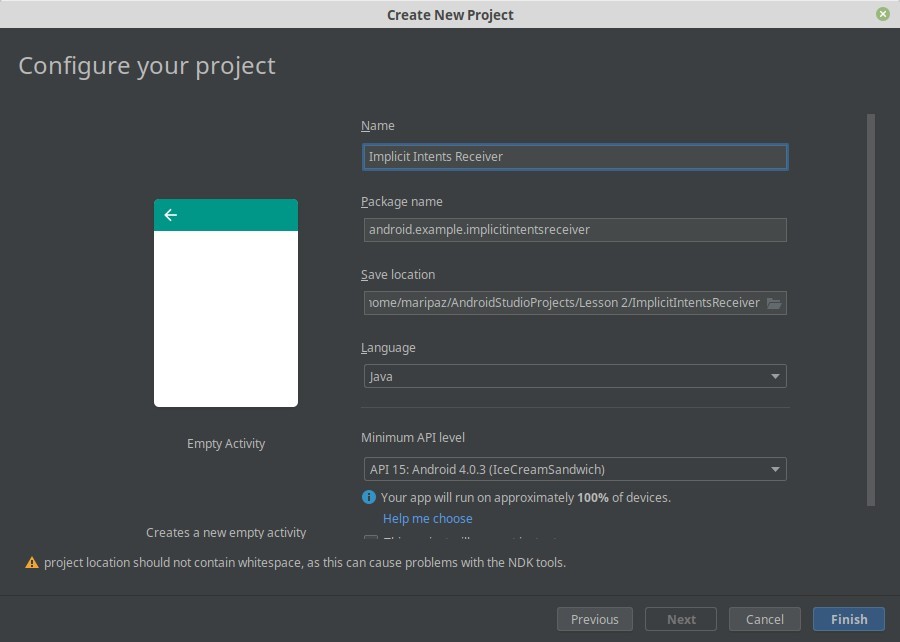 Create New Project
Configure your project
Name
Implicit Intents Receiver
Package name
android.example.implicitintentsreceiver
Save location
ome/maripaz/AndroidStudioProjects/Lesson 2/ImplicitIntentsReceiver
Language
Java
Empty Activity
Minimum API level
API 15: Android 4.0.3 (IceCreamSandwich)
Your app will run on approximately 100% of devices.
Help me choose
Creates a new empty activity
project location should not contain whitespace, as this can cause problems with the NDK tools.
Previous
Next
Cancel
Finish